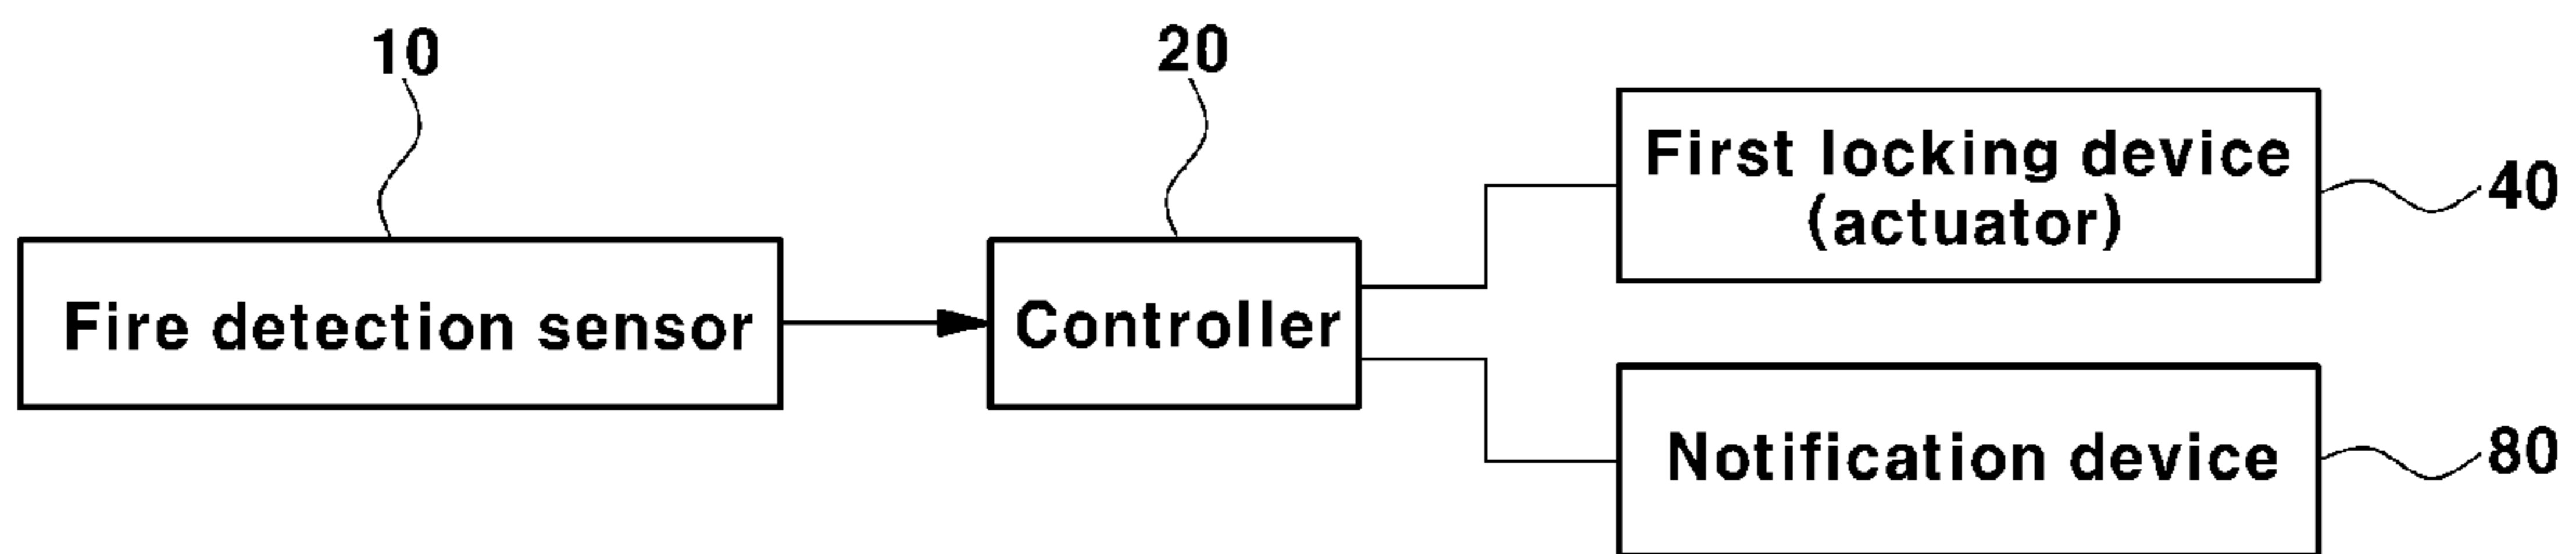 10
20
First locking device
(actuator)
40
Fire detection sensor
Controller
Notification device
80